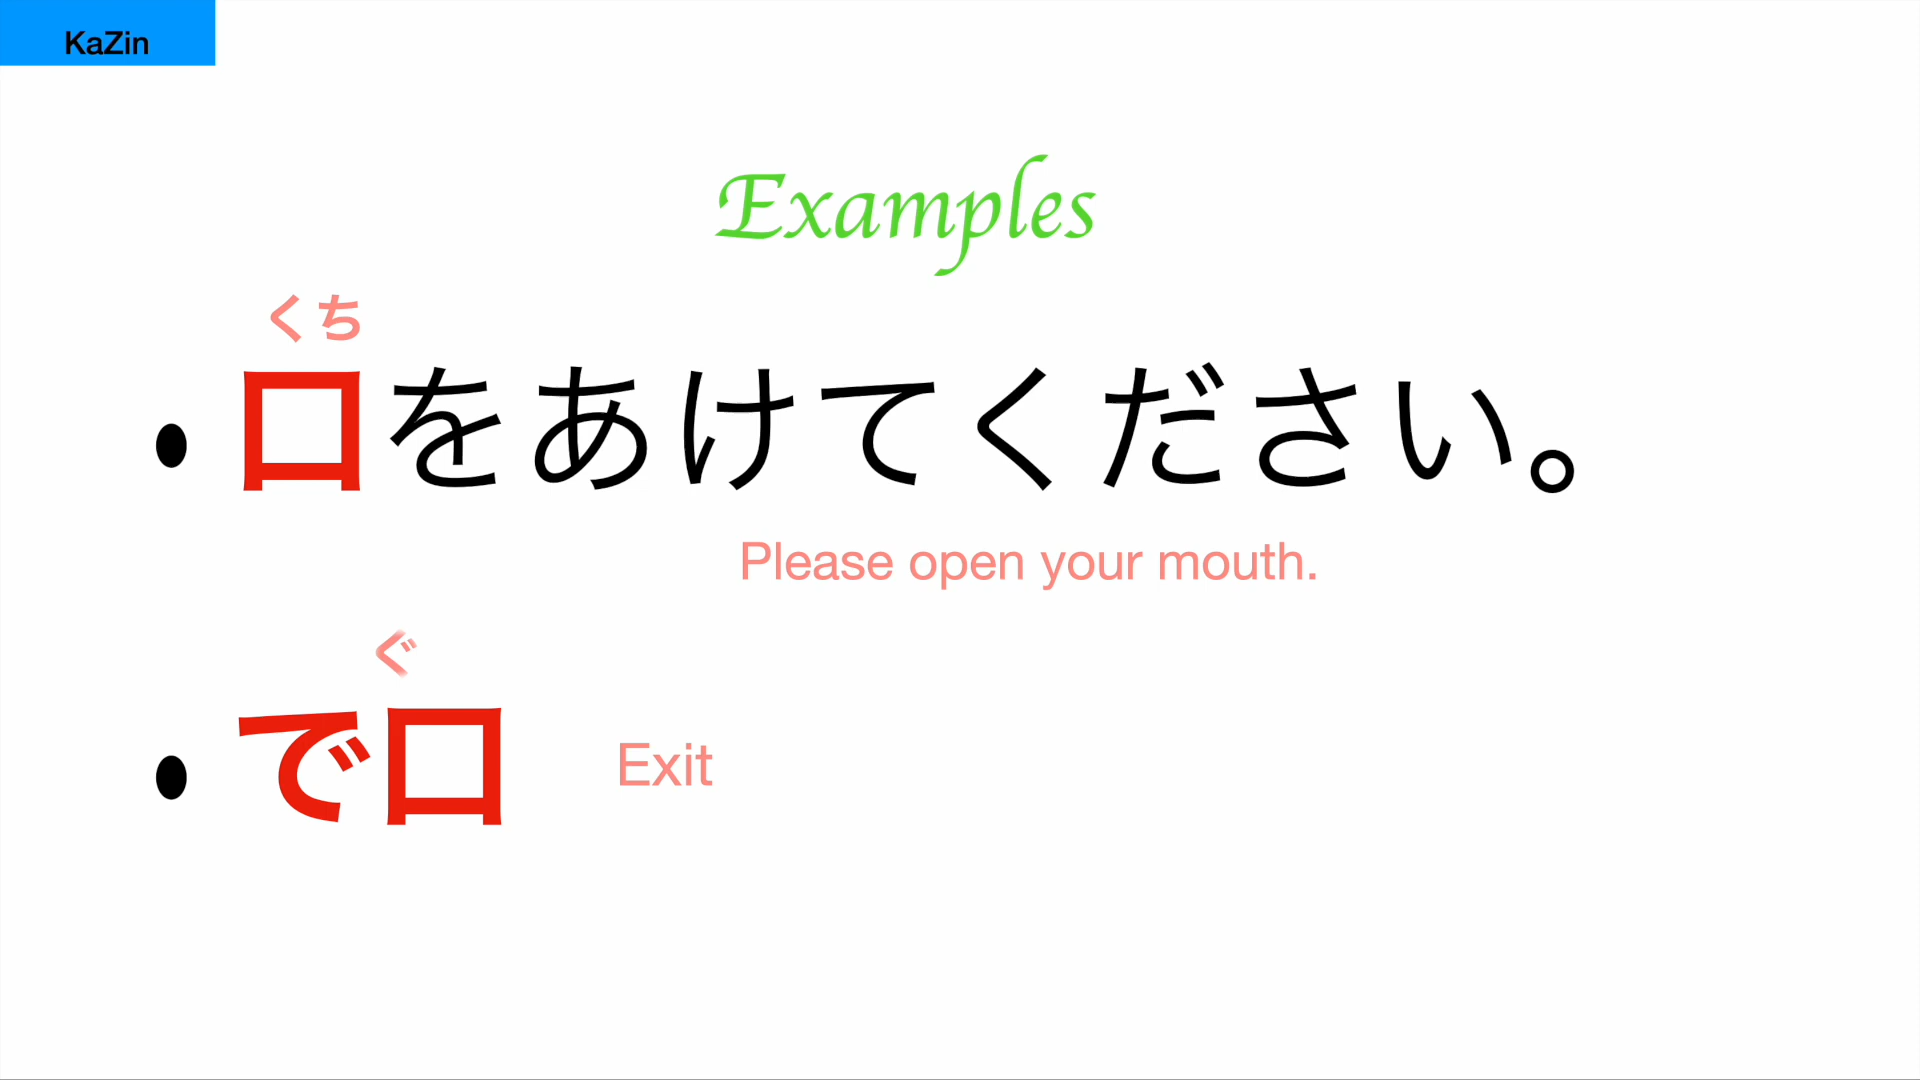 KaZin
Examples
くち
• 口をあけてください。
Please open your mouth.
ぐ
• で口 Exit